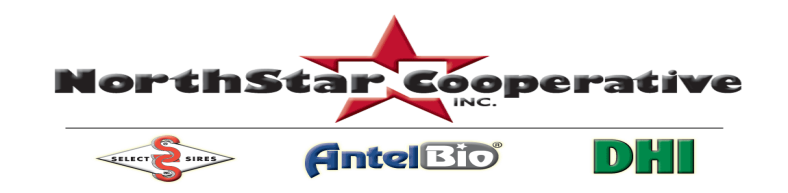 NorthStar Cooperative
INC.
SELECT SIRES
AntelBio®
DHI